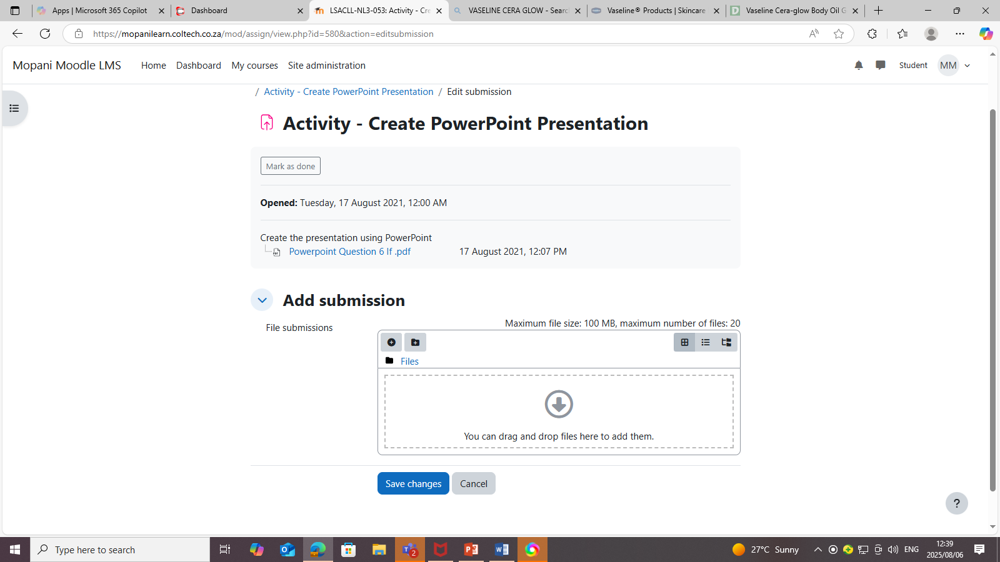 Apps | Microsoft 365 Copilot
Dashboard
LSACLL-NL3-053: Activity - Cre
VASELINE CERA GLOW - Searc
Vaseline® Products | Skincare
Vaseline Cera-glow Body Oil G
https://mopanilearn.coltech.co.za/mod/assign/view.php?id=580&action=editsubmission
Mopani Moodle LMS
Home
Dashboard
My courses
Site administration
Student
MM
/ Activity - Create PowerPoint Presentation / Edit submission
Activity - Create PowerPoint Presentation
Mark as done
Opened: Tuesday, 17 August 2021, 12:00 AM
Create the presentation using PowerPoint
Powerpoint Question 6 If .pdf
17 August 2021, 12:07 PM
Add submission
File submissions
Maximum file size: 100 MB, maximum number of files: 20
Files
You can drag and drop files here to add them.
Save changes
Cancel
?
Type here to search
2
27°C Sunny
ENG
12:39
2025/08/06